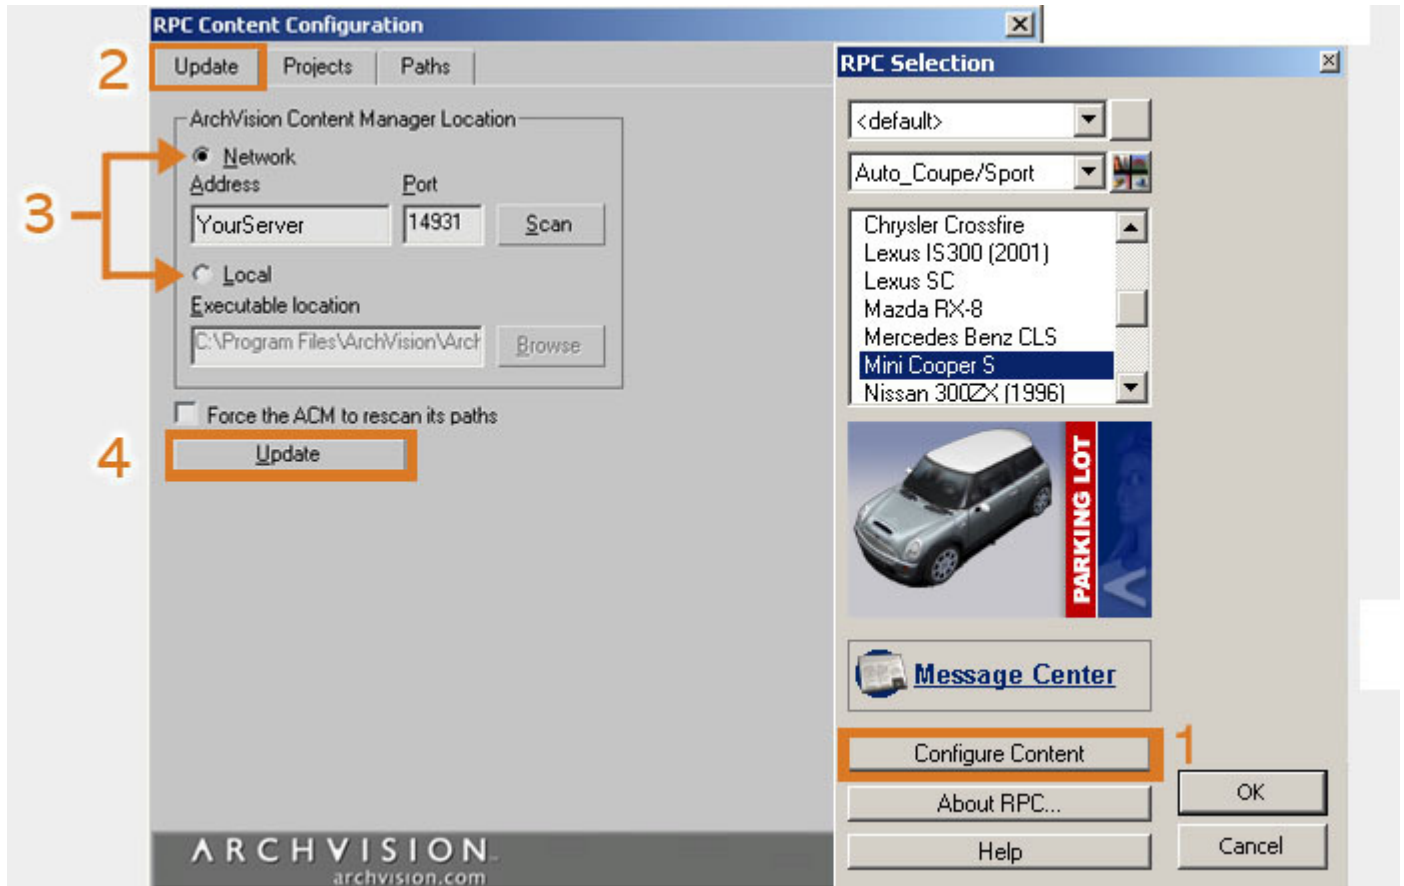 RPC Content Configuration
2
Update
Projects
Paths
ArchVision Content Manager Location
3
Network
Address
Port
YourServer
14931
Scan
Local
Executable location
C:\Program Files\ArchVision\Arch
Browse
Force the ACM to rescan its paths
4
Update
ARCHVISION
archvision.com
RPC Selection
<default>
Auto_Coupe/Sport
Chrysler Crossfire
Lexus IS300 (2001)
Lexus SC
Mazda RX-8
Mercedes Benz CLS
Mini Cooper S
Nissan 300ZX (1996)
PARKING LOT
Message Center
Configure Content
1
About RPC...
OK
Help
Cancel